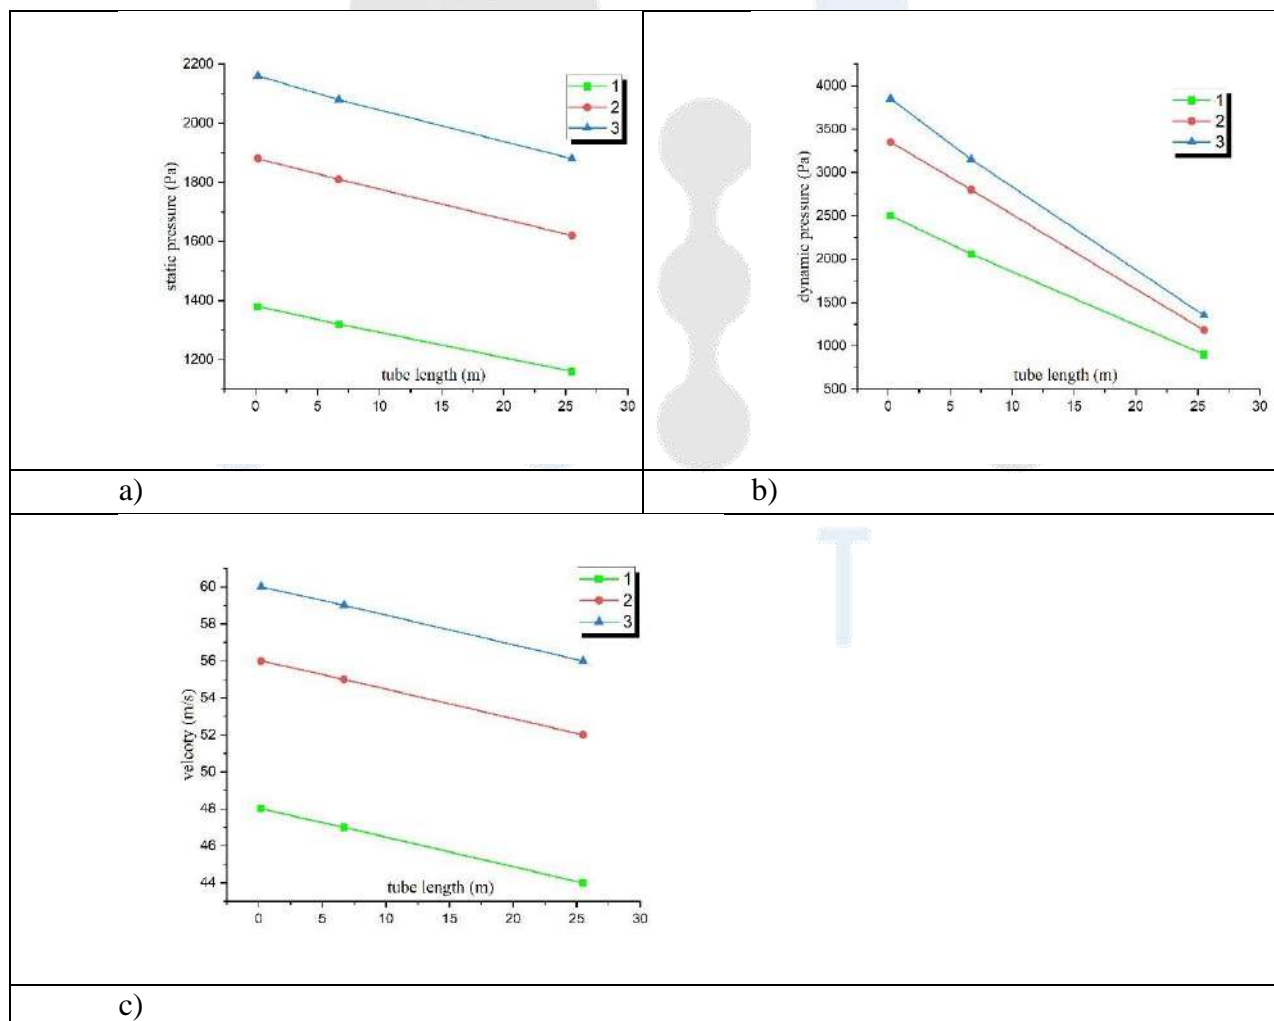 2200
2000
1800
1600
1400
1200
static pressure (Pa)
tube length (m)
0 5 10 15 20 25 30
1
2
3
4000
3500
3000
2500
2000
1500
1000
500
dynamic pressure (Pa)
tube length (m)
0 5 10 15 20 25 30
1
2
3
a)
b)
60
58
56
54
52
50
48
46
44
velcoty (m/s)
tube length (m)
0 5 10 15 20 25 30
1
2
3
T
c)